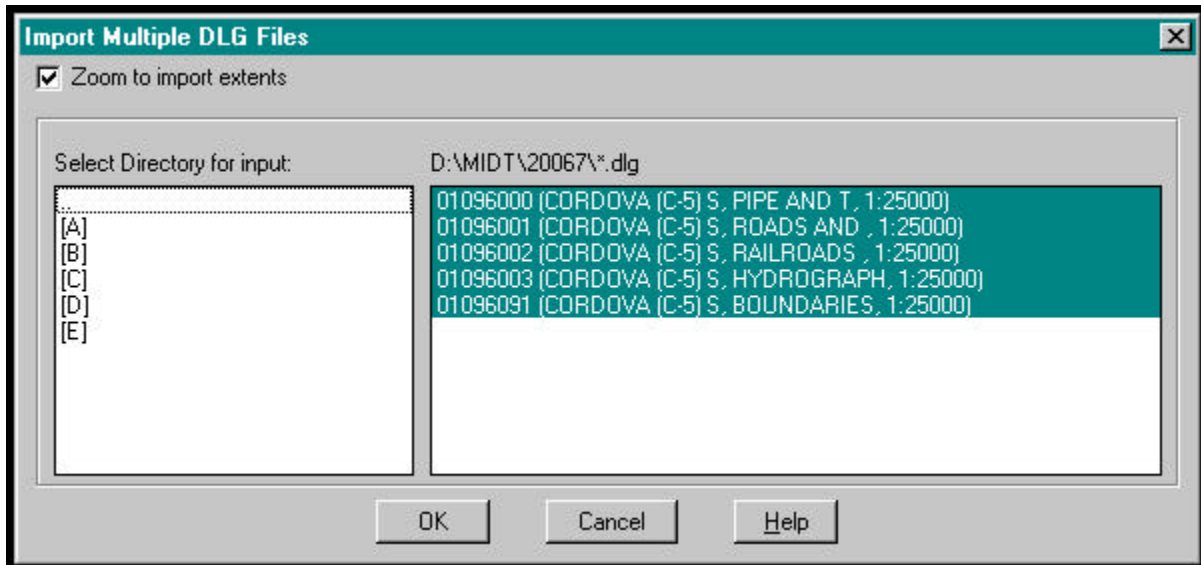 Import Multiple DLG Files
Zoom to import extents
Select Directory for input:
D:\MIDT\20067\*.dlg
..
[A]
[B]
[C]
[D]
[E]
01096000 (CORDOVA (C-5) S, PIPE AND T, 1:25000)
01096001 (CORDOVA (C-5) S, ROADS AND , 1:25000)
01096002 (CORDOVA (C-5) S, RAILROADS , 1:25000)
01096003 (CORDOVA (C-5) S, HYDROGRAPH, 1:25000)
01096091 (CORDOVA (C-5) S, BOUNDARIES, 1:25000)
OK
Cancel
Help